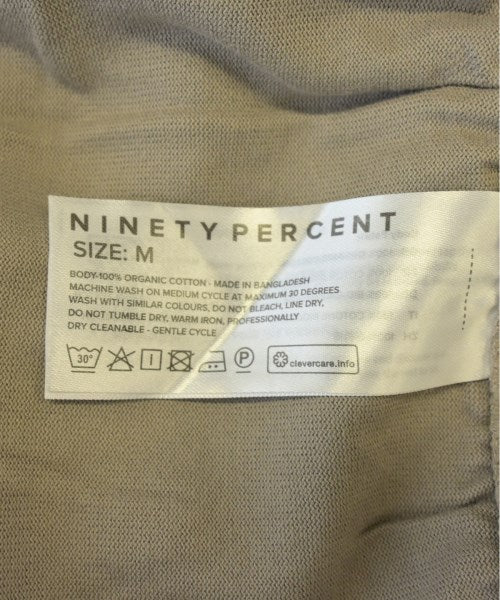 NINETY PERCENT
SIZE: M
BODY-100% ORGANIC COTTON - MADE IN BANGLADESH
MACHINE WASH ON MEDIUM CYCLE AT MAXIMUM 30 DEGREES
WASH WITH SIMILAR COLOURS, DO NOT BLEACH, LINE DRY,
DO NOT TUMBLE DRY, WARM IRON, PROFESSIONALLY
DRY CLEANABLE - GENTLE CYCLE
30° P clevercare.info